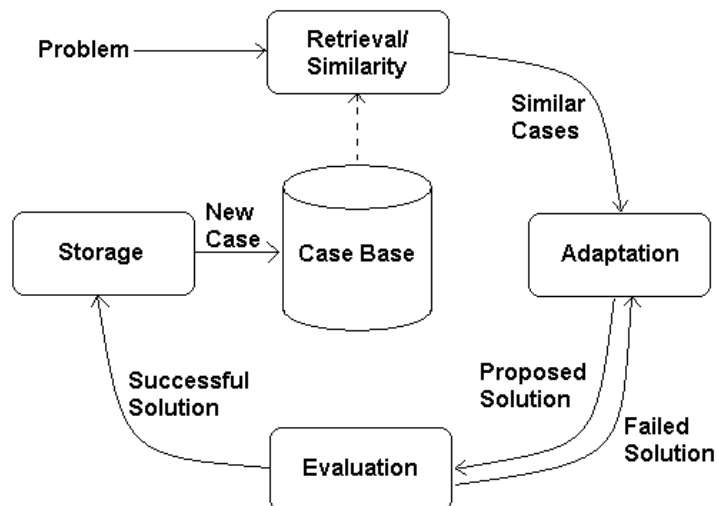 Problem
Retrieval/
Similarity
Similar
Cases
New
Case
Storage
Case Base
Adaptation
Successful
Solution
Proposed
Solution
Failed
Solution
Evaluation